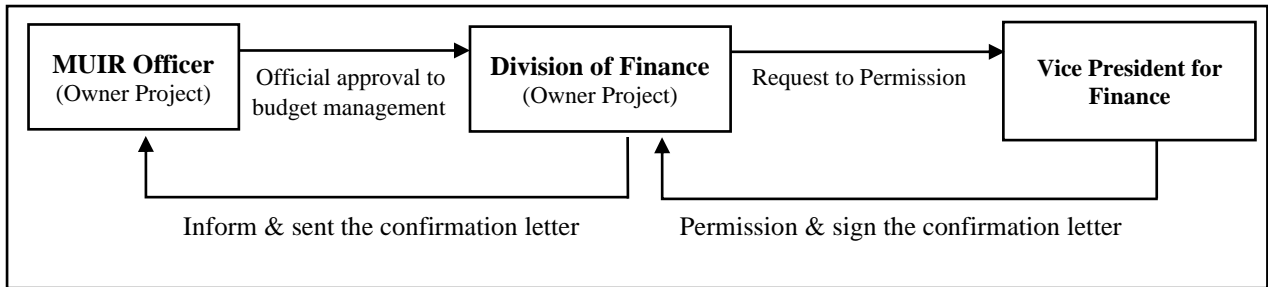 MUIR Officer
(Owner Project)
Official approval to
budget management
Division of Finance
(Owner Project)
Request to Permission
Vice President for
Finance
Inform & sent the confirmation letter
Permission & sign the confirmation letter